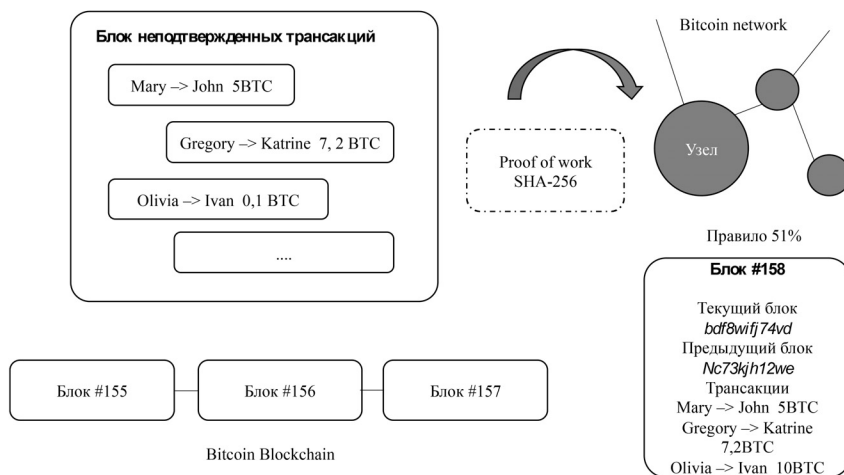 Блок неподтвержденных трансакций
Mary –> John 5BTC
Gregory –> Katrine 7, 2 BTC
Olivia –> Ivan 0,1 BTC
....
Proof of work
SHA-256
Bitcoin network
Узел
Правило 51%
Блок #158
Текущий блок
bdf8wifj74vd
Предыдущий блок
Nc73kjh12we
Трансакции
Mary –> John 5BTC
Gregory –> Katrine
7,2BTC
Olivia –> Ivan 10BTC
Блок #155
Блок #156
Блок #157
Bitcoin Blockchain